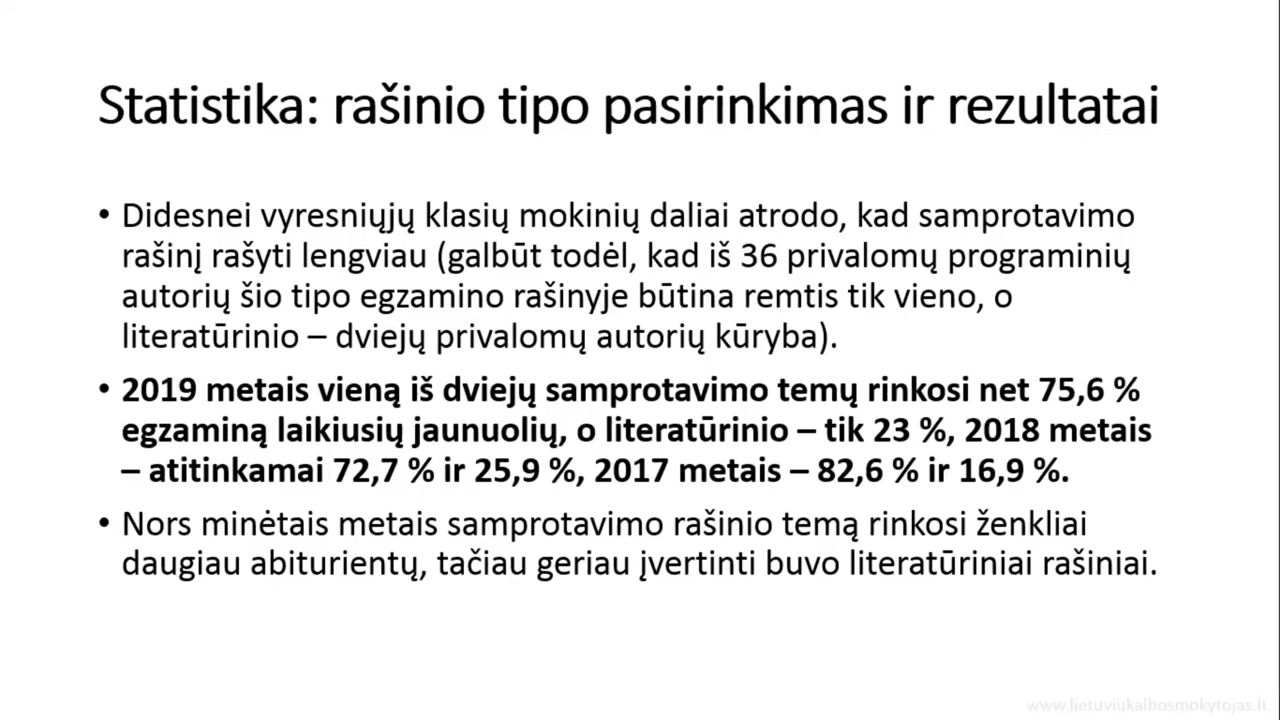 Statistika: rašinio tipo pasirinkimas ir rezultatai
• Didesnei vyresniųjų klasių mokinių daliai atrodo, kad samprotavimo
rašinį rašyti lengviau (galbūt todėl, kad iš 36 privalomų programinių
autorių šio tipo egzamino rašinyje būtina remtis tik vieno, o
literatūrinio – dviejų privalomų autorių kūryba).
• 2019 metais vieną iš dviejų samprotavimo temų rinkosi net 75,6 %
egzaminą laikiusių jaunuolių, o literatūrinio – tik 23 %, 2018 metais
– atitinkamai 72,7 % ir 25,9 %, 2017 metais – 82,6 % ir 16,9 %.
• Nors minėtais metais samprotavimo rašinio temą rinkosi ženkliai
daugiau abiturientų, tačiau geriau įvertinti buvo literatūriniai rašiniai.
www.lietuviukalbosmokytojas.lt